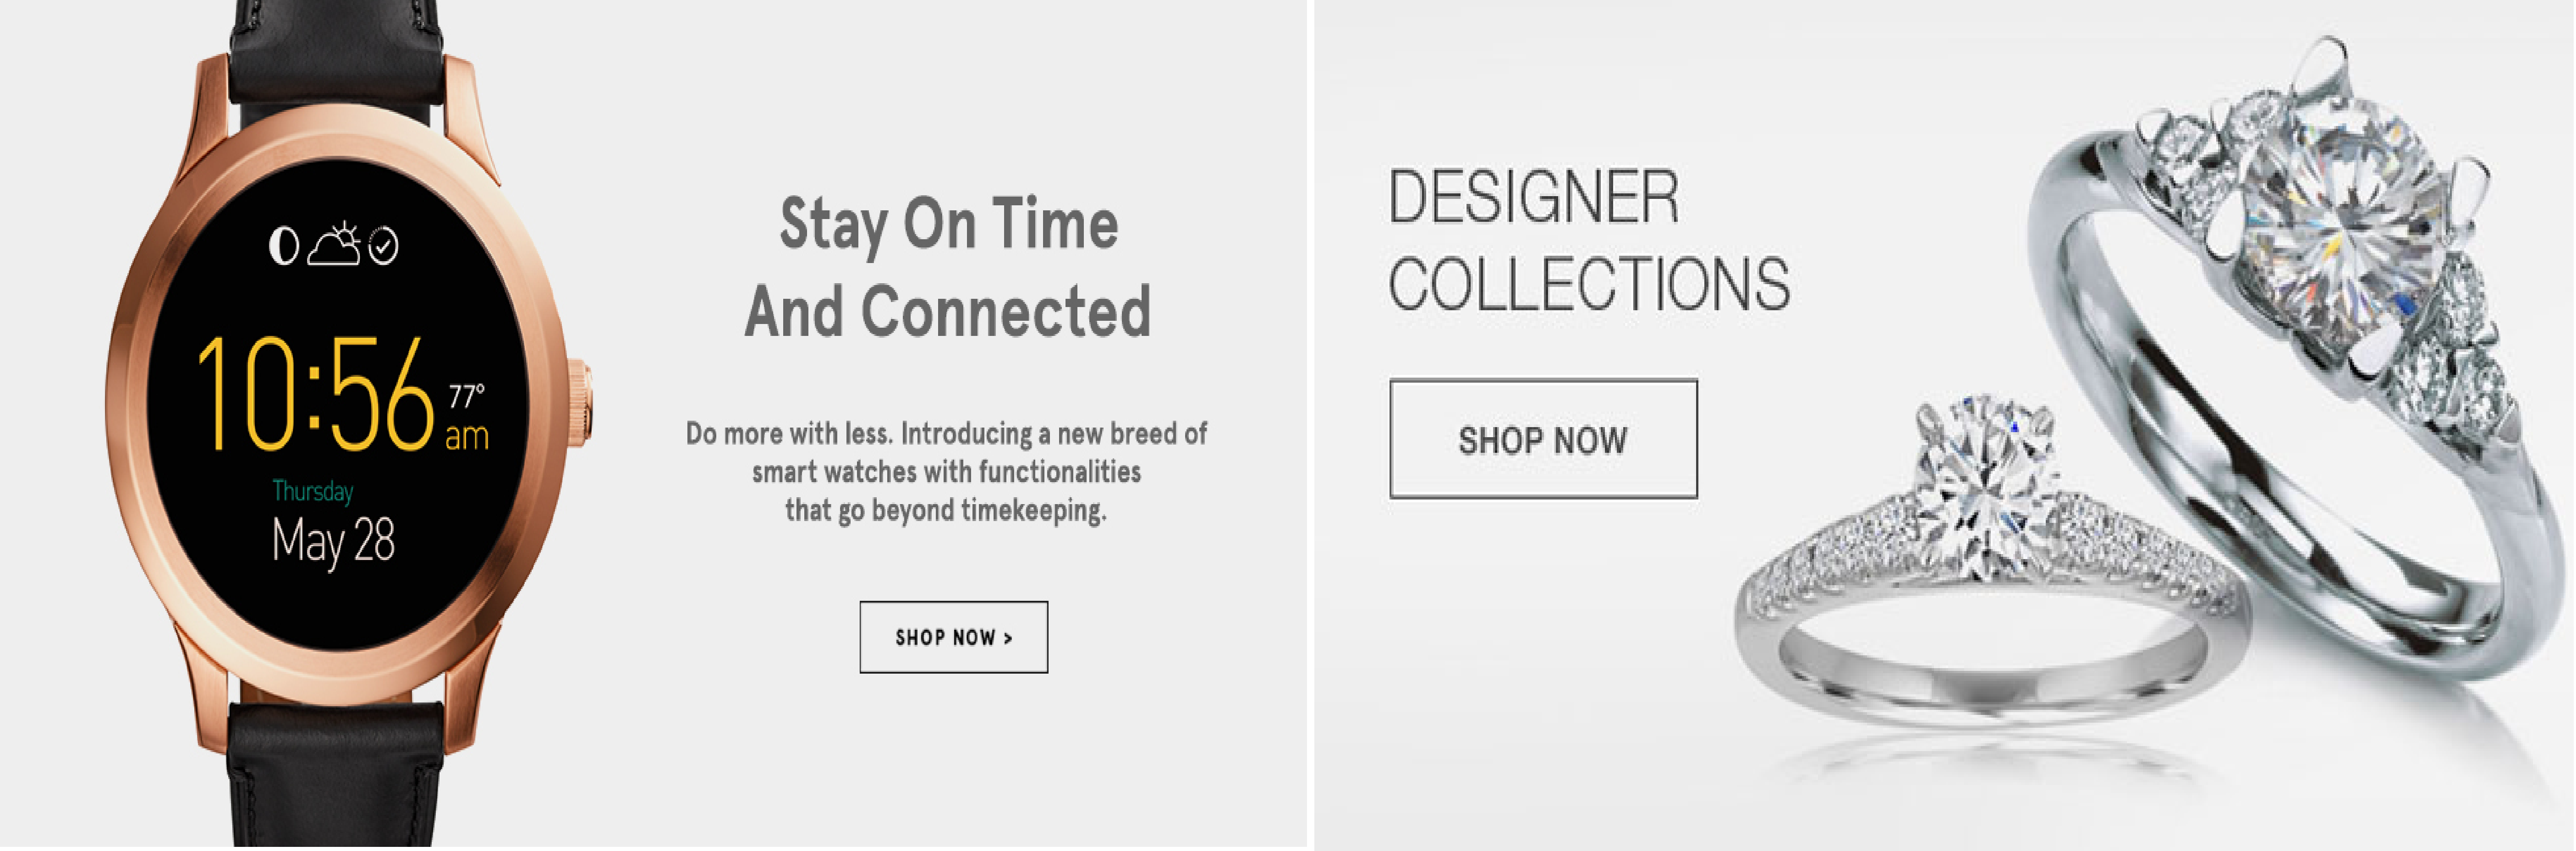 10:56
77°
am
Thursday
May 28
Stay On Time
And Connected
Do more with less. Introducing a new breed of
smart watches with functionalities
that go beyond timekeeping.
SHOP NOW >
DESIGNER
COLLECTIONS
SHOP NOW